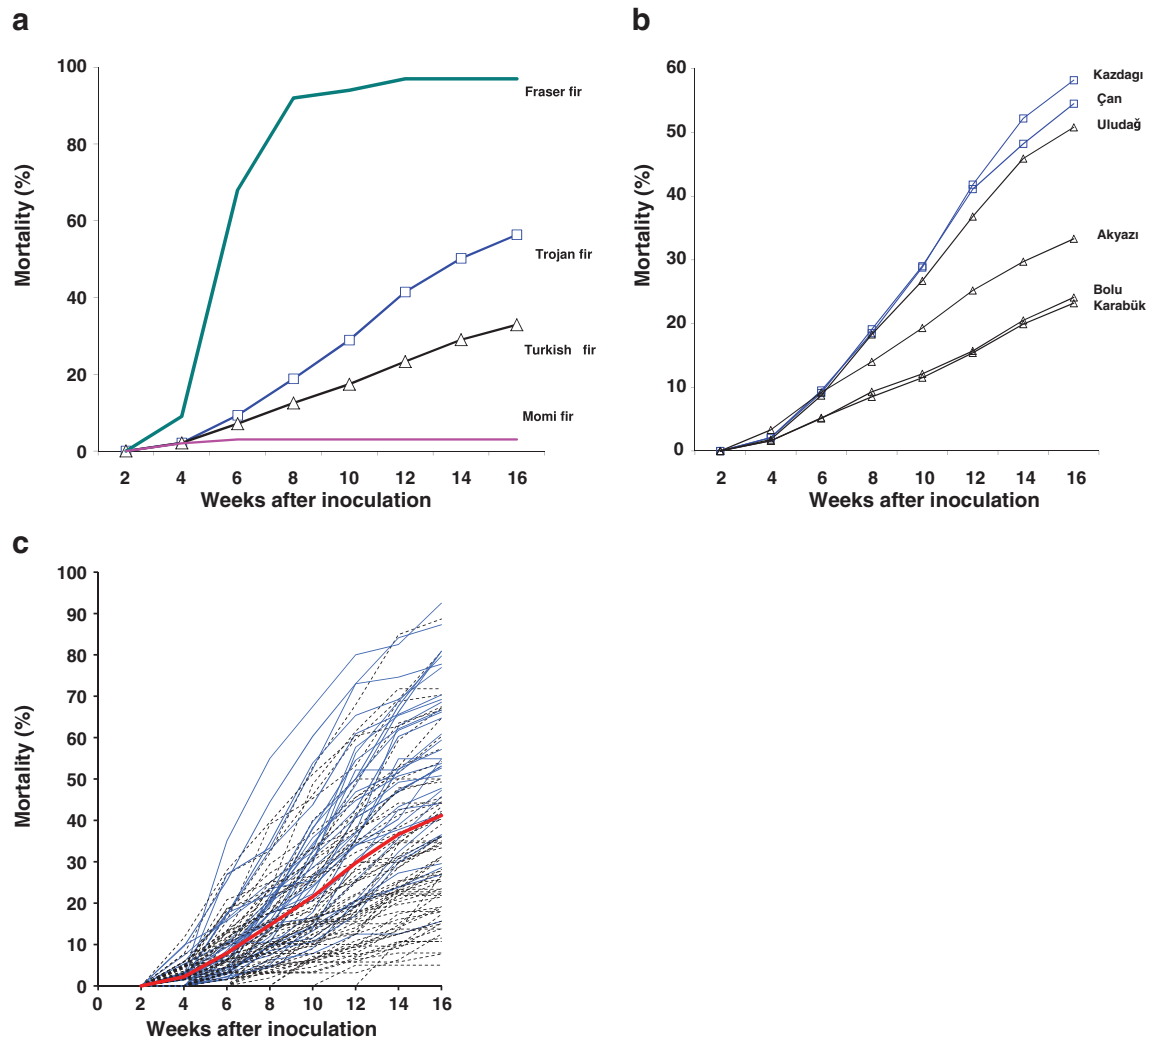 a
100
80
60
40
20
0
Mortality (%)
Fraser fir
Trojan fir
Turkish fir
Momi fir
2 4 6 8 10 12 14 16
Weeks after inoculation
b
60
50
40
30
20
10
0
Mortality (%)
Kazdagı
Çan
Uludağ
Akyazı
Bolu
Karabük
2 4 6 8 10 12 14 16
Weeks after inoculation
c
100
90
80
70
60
50
40
30
20
10
0
Mortality (%)
0 2 4 6 8 10 12 14 16
Weeks after inoculation